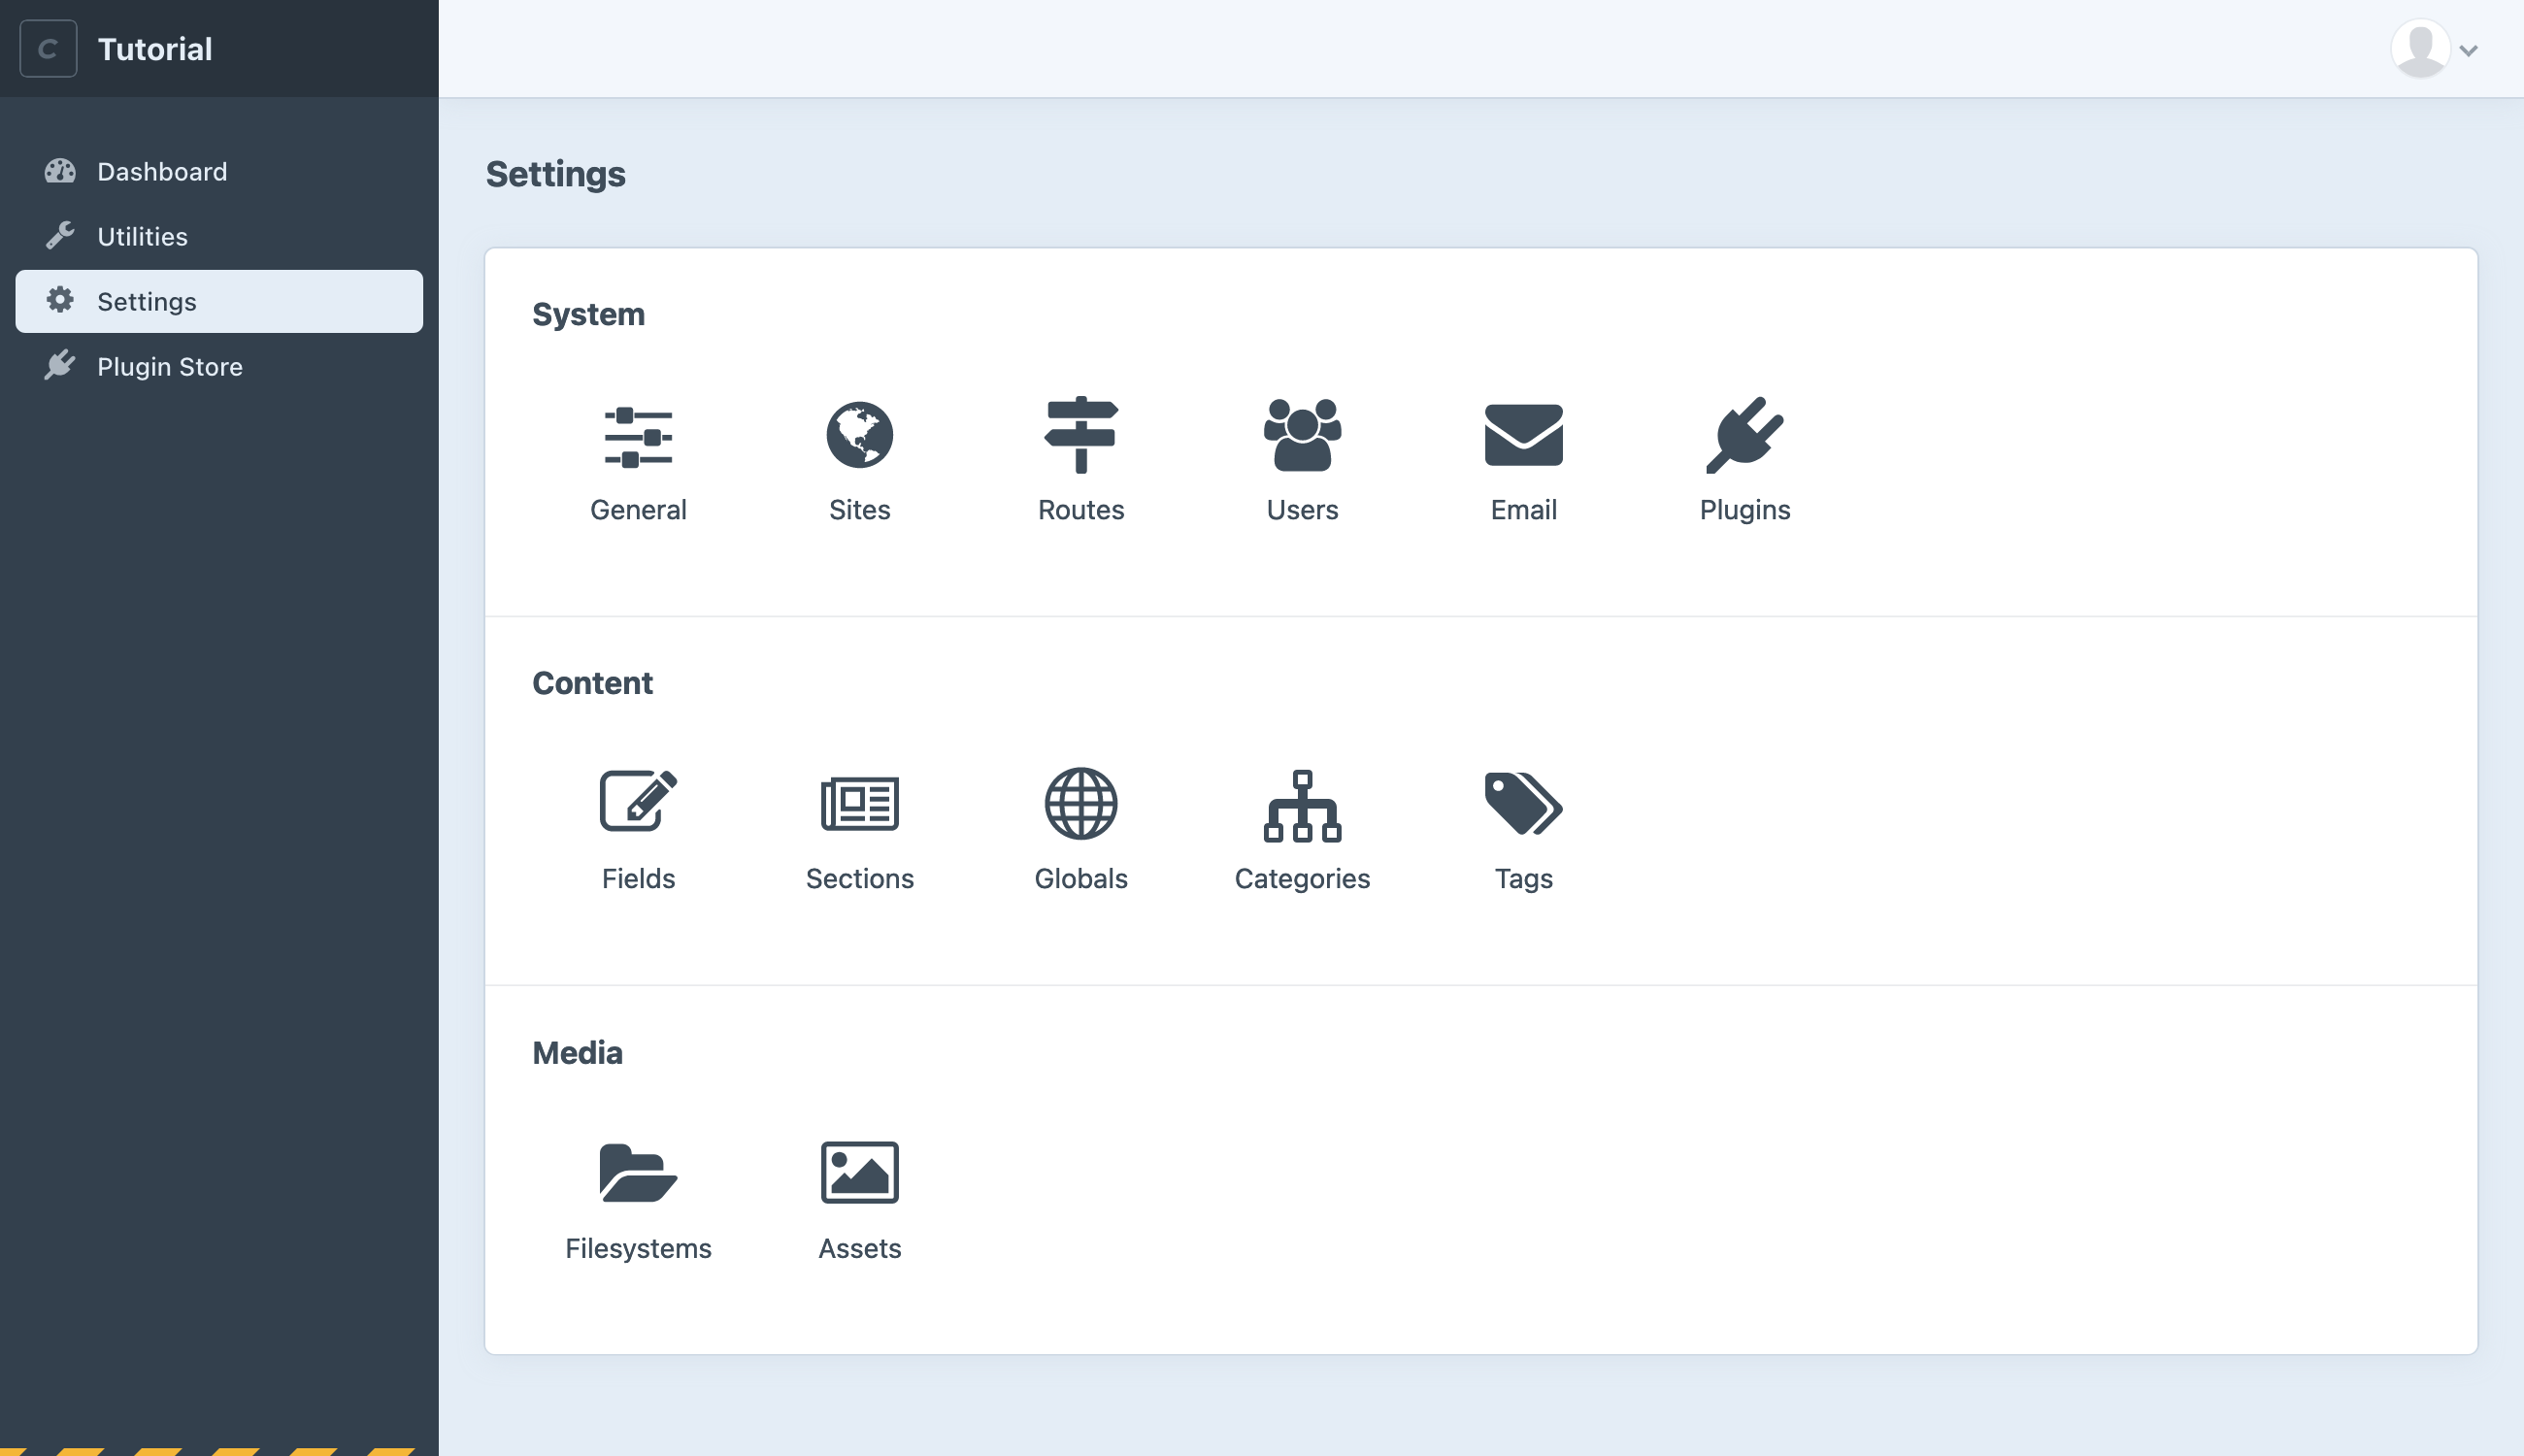 C Tutorial
Dashboard
Utilities
Settings
Plugin Store
Settings
System
General Sites Routes Users Email Plugins
Content
Fields Sections Globals Categories Tags
Media
Filesystems Assets